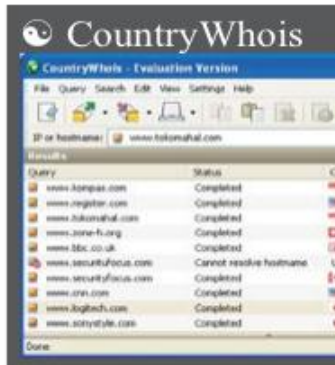 CountryWhois
CountryWhois - Evaluation Version
File Query Search Edit View Settings Help
IP or hostname: www.tokomahal.com
Results
Query Status
www.kompas.com Completed
www.register.com Completed
www.tokomahal.com Completed
www.zone-h.org Completed
www.bbc.co.uk Completed
www.securitufocus.com Cannot resolve hostname
www.securityfocus.com Completed
www.cnn.com Completed
www.logitech.com Completed
www.sonystyle.com Completed
Done